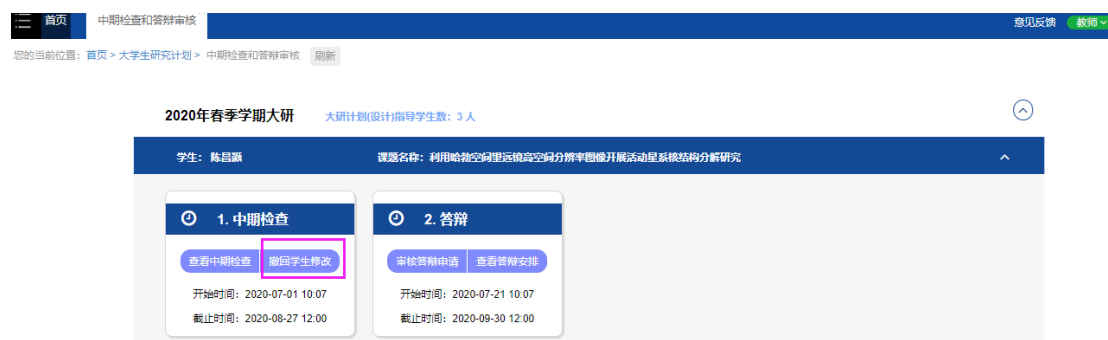 首页 中期检查和答辩审核 意见反馈 教师
您的当前位置：首页 > 大学生研究计划 > 中期检查和答辩审核 刷新
2020年春季学期大研 大研计划(设计)指导学生数：3 人
学生：陈昌灏 课题名称：利用哈勃空间望远镜高空间分辨率图像开展活动星系核结构分解研究
1. 中期检查 2. 答辩
查看中期检查 撤回学生修改 审核答辩申请 查看答辩安排
开始时间：2020-07-01 10:07 开始时间：2020-07-21 10:07
截止时间：2020-08-27 12:00 截止时间：2020-09-30 12:00